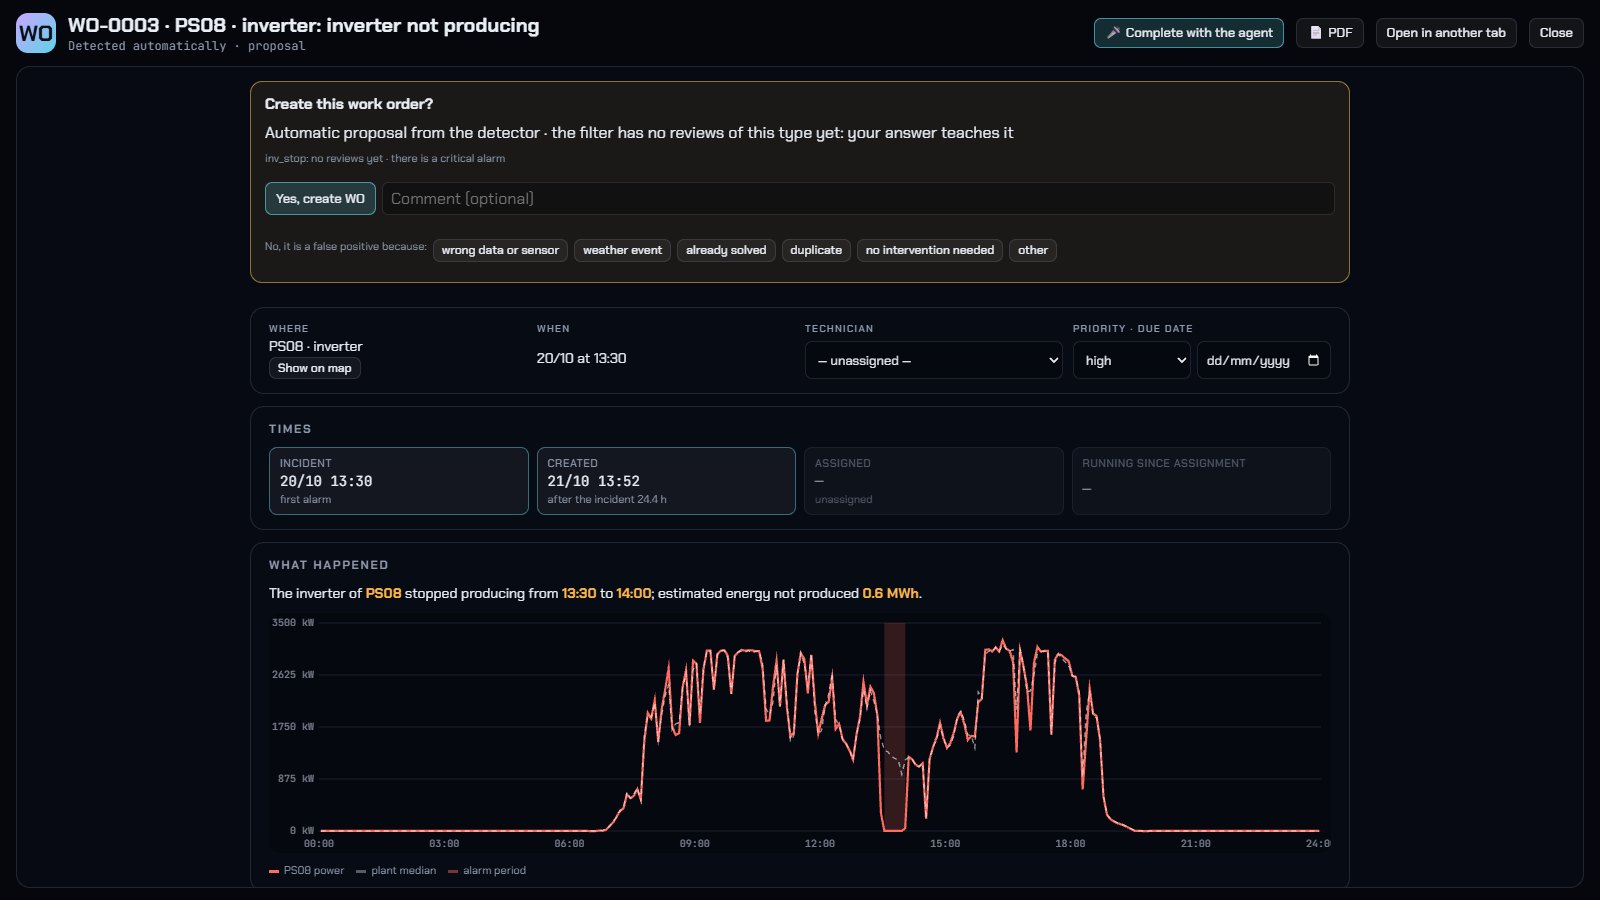 WO
WO-0003 · PS08 · inverter: inverter not producing
Detected automatically · proposal
Complete with the agent
PDF
Open in another tab
Close
Create this work order?
Automatic proposal from the detector · the filter has no reviews of this type yet: your answer teaches it
inv_stop: no reviews yet · there is a critical alarm
Yes, create WO
Comment (optional)
No, it is a false positive because:
wrong data or sensor
weather event
already solved
duplicate
no intervention needed
other
WHERE
PS08 · inverter
Show on map
WHEN
20/10 at 13:30
TECHNICIAN
— unassigned —
PRIORITY · DUE DATE
high
dd/mm/yyyy
TIMES
INCIDENT
20/10 13:30
first alarm
CREATED
21/10 13:52
after the incident 24.4 h
ASSIGNED
—
unassigned
RUNNING SINCE ASSIGNMENT
—
WHAT HAPPENED
The inverter of PS08 stopped producing from 13:30 to 14:00; estimated energy not produced 0.6 MWh.
3500 kW
2625 kW
1750 kW
875 kW
0 kW
00:00
03:00
06:00
09:00
12:00
15:00
18:00
21:00
24:0
PS08 power
plant median
alarm period